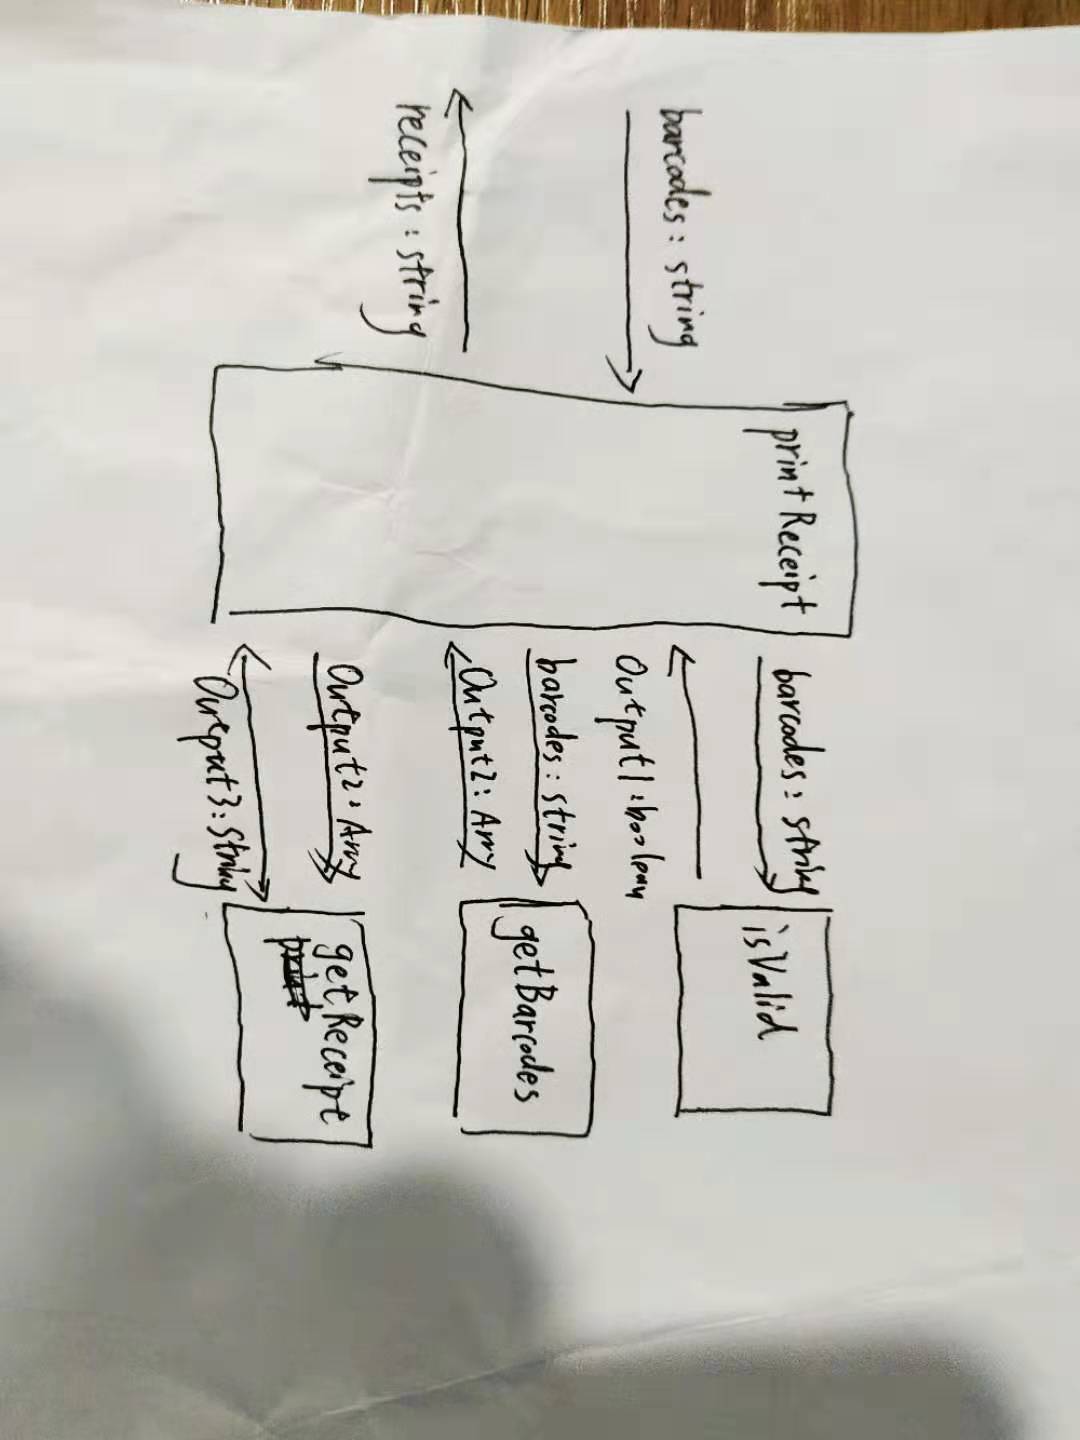 barcodes: string
receipts: string
printReceipt
barcodes: string
Output1: boolean
barcodes: string
Output2: Array
Output2: Array
Output3: String
isValid
getBarcodes
getReceipt